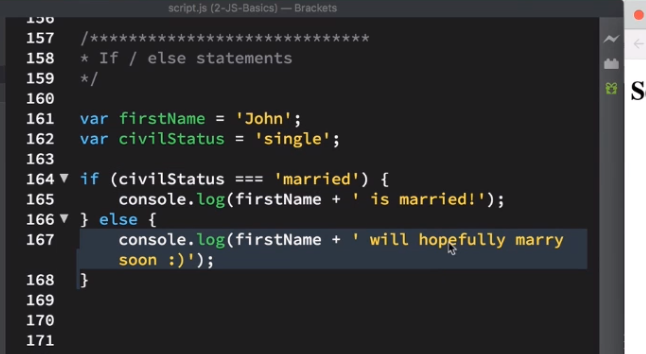 script.js (2-JS-Basics) — Brackets
156
157 /*****************************
158 * If / else statements
159 */
160
161 var firstName = 'John';
162 var civilStatus = 'single';
163
164 if (civilStatus === 'married') {
165 console.log(firstName + ' is married!');
166 } else {
167 console.log(firstName + ' will hopefully marry
soon :)');
168 }
169
170
171